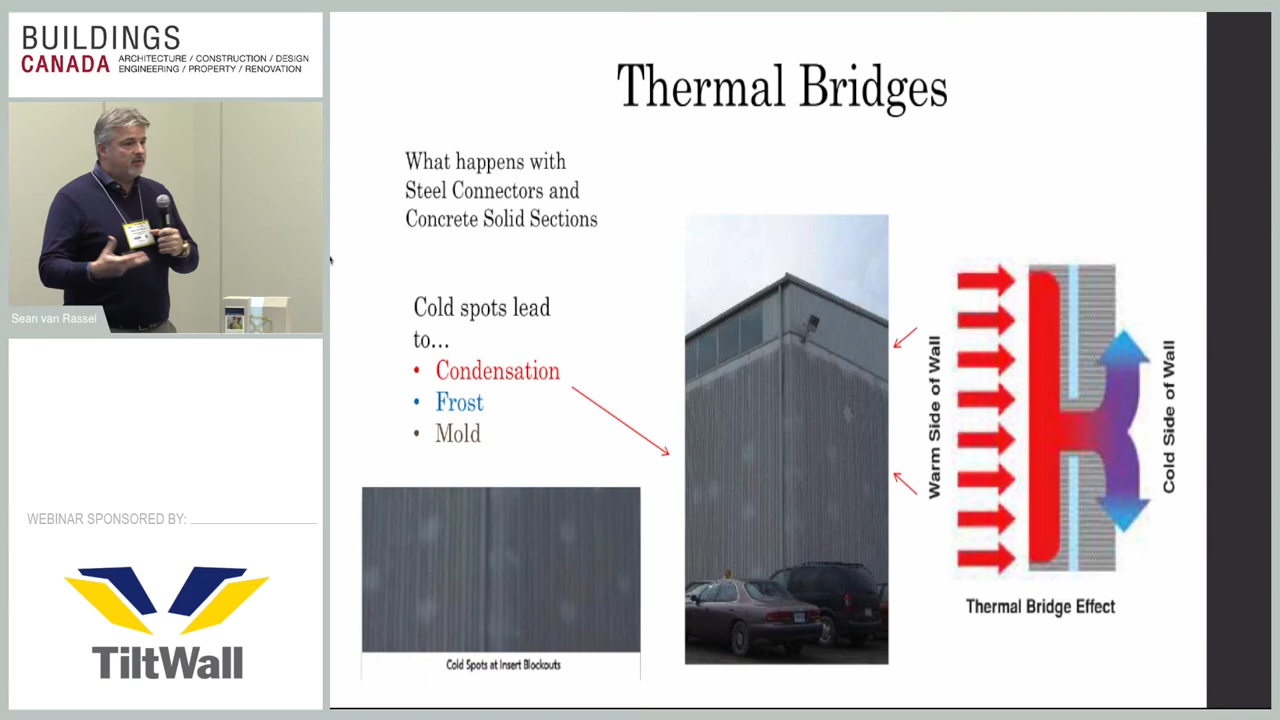 BUILDINGS
CANADA
ARCHITECTURE / CONSTRUCTION / DESIGN
ENGINEERING / PROPERTY / RENOVATION
Sean van Rassel
WEBINAR SPONSORED BY:
TiltWall
Thermal Bridges
What happens with
Steel Connectors and
Concrete Solid Sections
Cold spots lead
to...
• Condensation
• Frost
• Mold
Cold Spots at Insert Blockouts
Warm Side of Wall
Cold Side of Wall
Thermal Bridge Effect